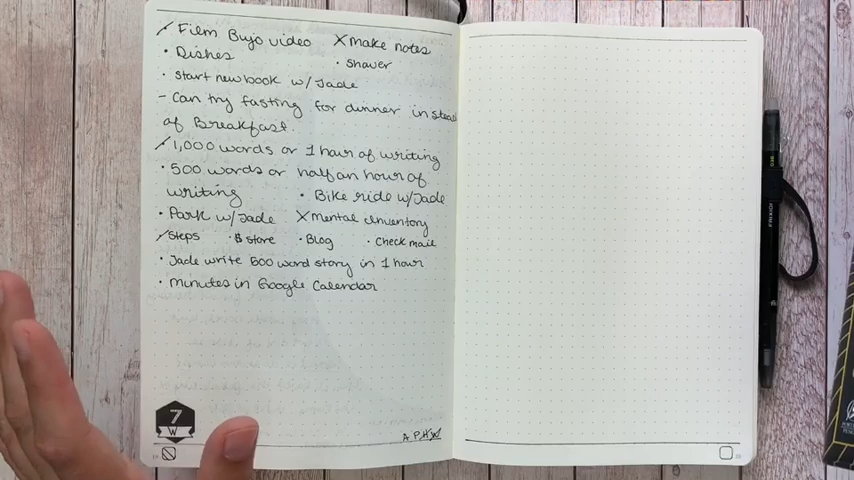 / Film Bujo video X make notes
• Dishes • shaver
• start new book w/ Jade
- Can try fasting for dinner instead
of Breakfast.
/ 1,000 words or 1 hour of writing
• 500 words or half an hour of
writing • Bike ride w/Jade
• Park w/Jade X Mental Inventory
/ Steps • $ store • Blog • check mail
• Jade write 500 word story in 1 hour
• minutes in Google Calendar
7
W
A P H W
FRIXION